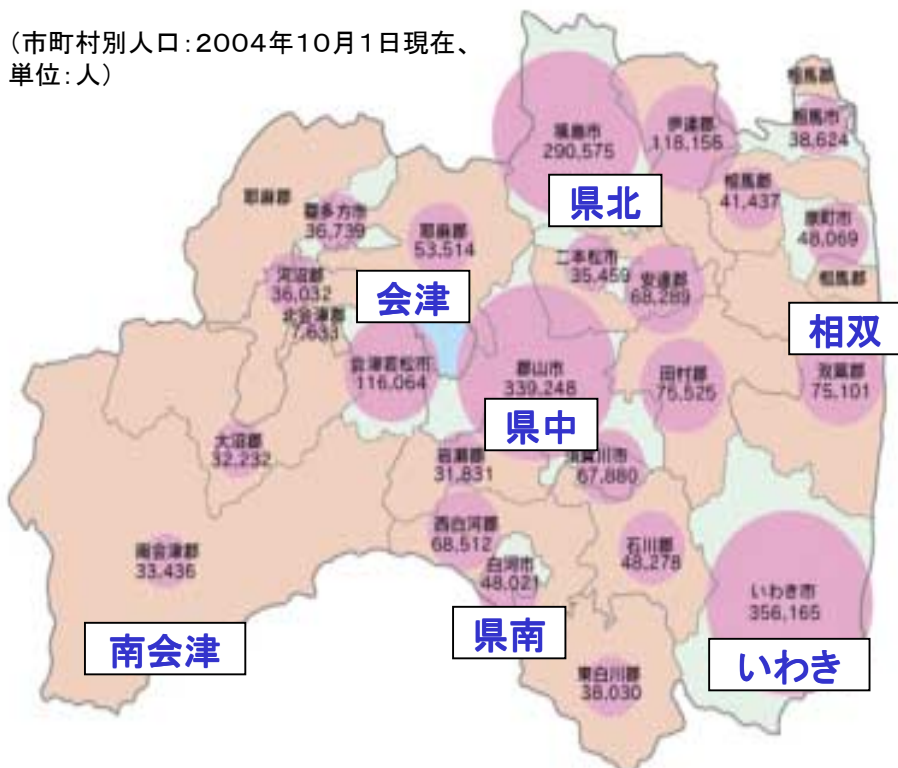 (市町村別人口:2004年10月1日現在、
単位:人)
相馬郡
相馬市
38,624
福島市
290,575
伊達郡
118,156
県北
相馬郡
41,437
原町市
48,069
相馬郡
相双
双葉郡
75,101
耶麻郡
喜多方市
36,739
耶麻郡
53,514
河沼郡
36,032
北会津郡
7,633
会津
会津若松市
116,064
二本松市
35,459
安達郡
68,289
郡山市
339,248
県中
田村郡
75,525
大沼郡
32,232
岩瀬郡
31,831
須賀川市
67,880
西白河郡
68,512
白河市
48,021
県南
石川郡
48,278
南会津郡
33,436
南会津
東白川郡
38,030
いわき市
356,165
いわき